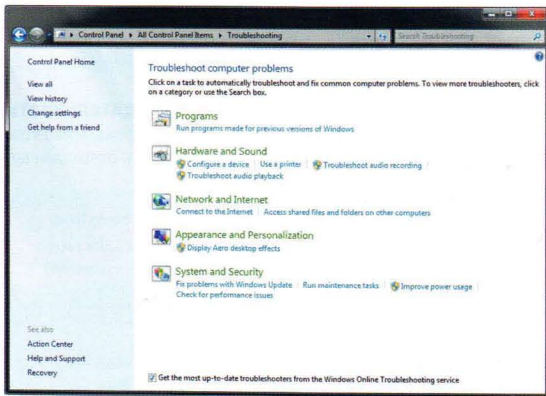 Control Panel ▸ All Control Panel Items ▸ Troubleshooting
Search Troubleshooting
Control Panel Home
View all
View history
Change settings
Get help from a friend
See also
Action Center
Help and Support
Recovery
Troubleshoot computer problems
Click on a task to automatically troubleshoot and fix common computer problems. To view more troubleshooters, click
on a category or use the Search box.
Programs
Run programs made for previous versions of Windows
Hardware and Sound
Configure a device | Use a printer | Troubleshoot audio recording
Troubleshoot audio playback
Network and Internet
Connect to the Internet | Access shared files and folders on other computers
Appearance and Personalization
Display Aero desktop effects
System and Security
Fix problems with Windows Update | Run maintenance tasks | Improve power usage
Check for performance issues
Get the most up-to-date troubleshooters from the Windows Online Troubleshooting service